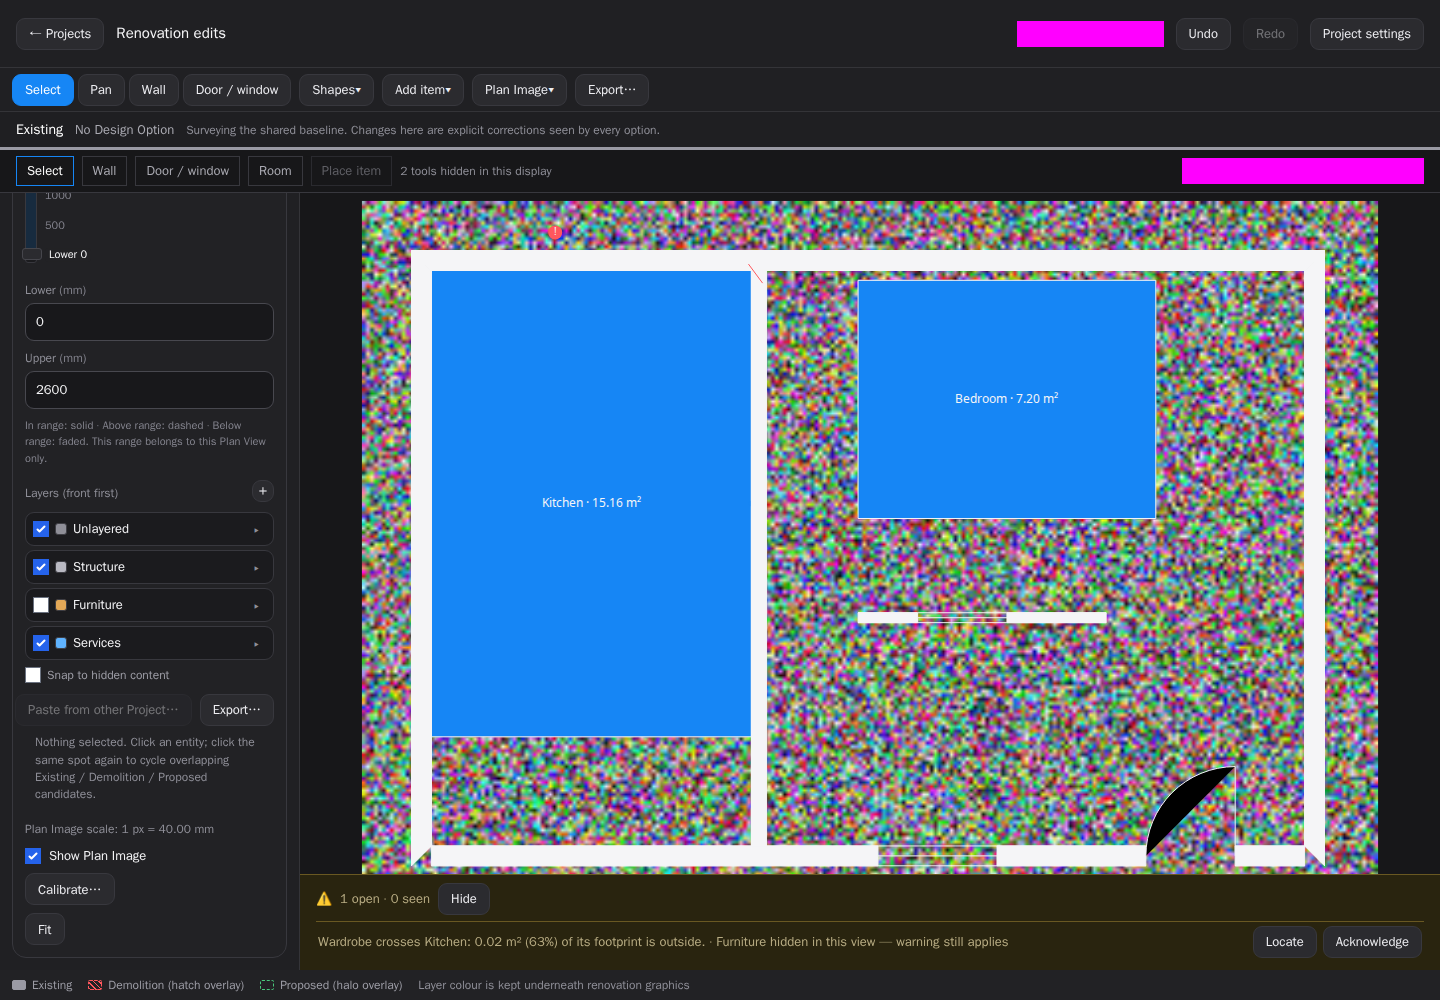 ← Projects
Renovation edits
Undo
Redo
Project settings
Select
Pan
Wall
Door / window
Shapes▾
Add item▾
Plan Image▾
Export⋯
Existing
No Design Option
Surveying the shared baseline. Changes here are explicit corrections seen by every option.
Select
Wall
Door / window
Room
Place item
2 tools hidden in this display
1000
500
Lower 0
Lower (mm)
0
Upper (mm)
2600
In range: solid · Above range: dashed · Below
range: faded. This range belongs to this Plan View
only.
Layers (front first)
+
Unlayered
Structure
Furniture
Services
Snap to hidden content
Paste from other Project⋯
Export⋯
Nothing selected. Click an entity; click the
same spot again to cycle overlapping
Existing / Demolition / Proposed
candidates.
Plan Image scale: 1 px = 40.00 mm
Show Plan Image
Calibrate⋯
Fit
!
Kitchen · 15.16 m²
Bedroom · 7.20 m²
⚠️ 1 open · 0 seen
Hide
Wardrobe crosses Kitchen: 0.02 m² (63%) of its footprint is outside. · Furniture hidden in this view — warning still applies
Locate
Acknowledge
Existing
Demolition (hatch overlay)
Proposed (halo overlay)
Layer colour is kept underneath renovation graphics